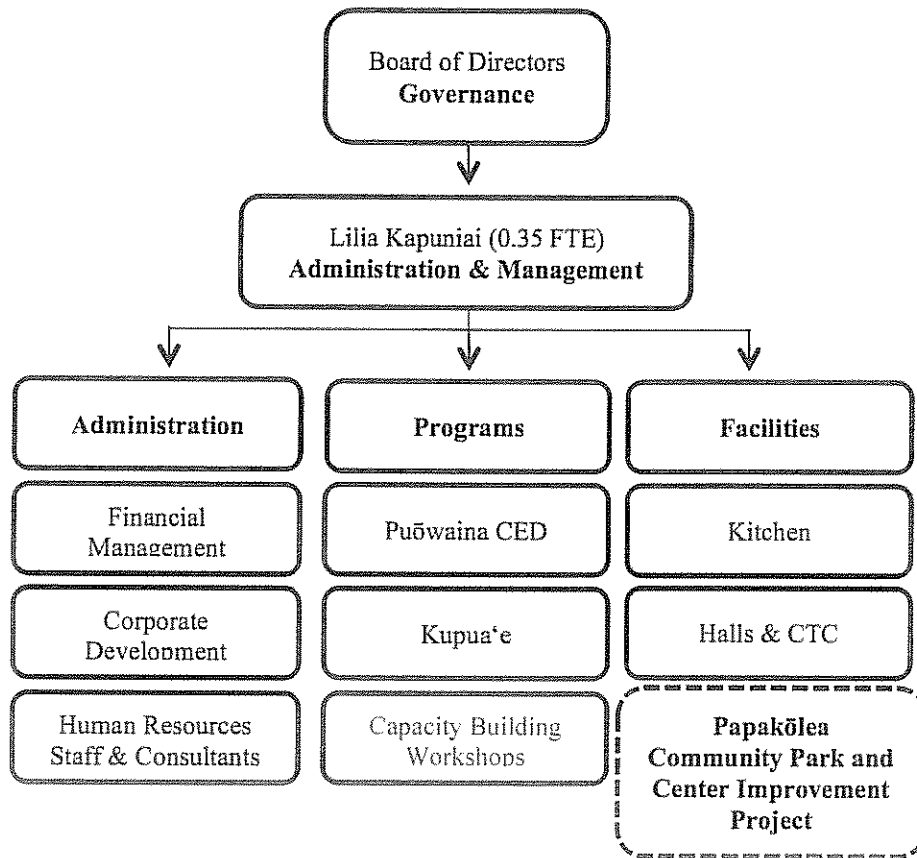 Board of Directors
Governance
Lilia Kapuniai (0.35 FTE)
Administration & Management
Administration
Programs
Facilities
Financial
Management
Puōwaina CED
Kitchen
Corporate
Development
Kupuaʻe
Halls & CTC
Human Resources
Staff & Consultants
Capacity Building
Workshops
Papakōlea
Community Park and
Center Improvement
Project